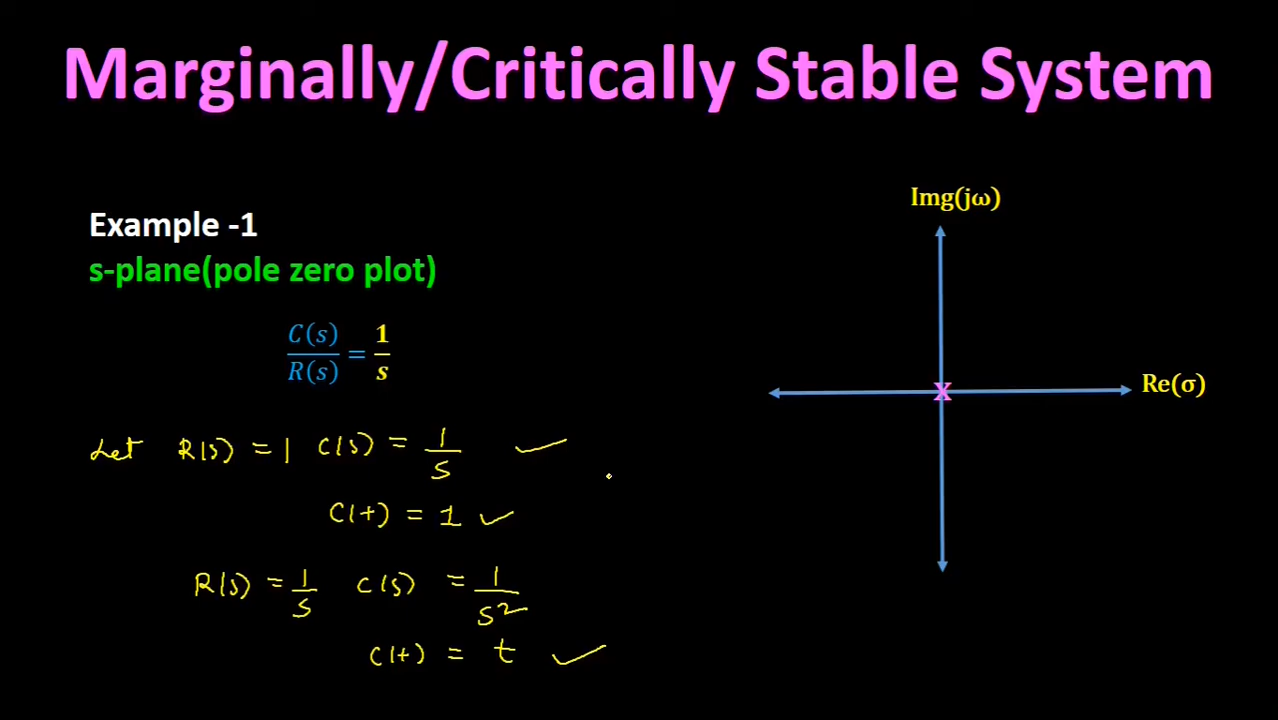 Marginally/Critically Stable System
Example -1
s-plane(pole zero plot)
C(s)/R(s) = 1/s
Let R(s) = 1 C(s) = 1/s ✓
C(t) = 1 ✓
R(s) = 1/s C(s) = 1/s²
C(t) = t ✓
Img(jω)
Re(σ)
X